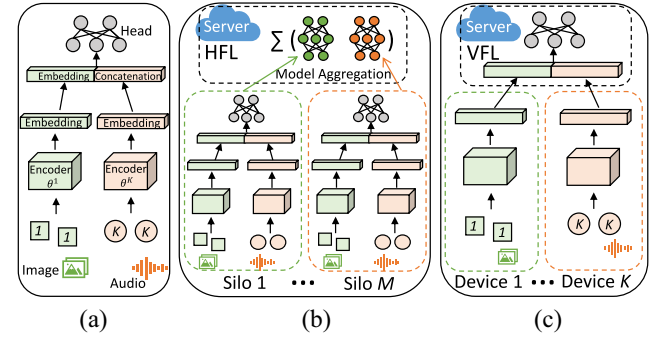 Head
Embedding Concatenation
Embedding Embedding
Encoder θ¹
Encoder θᴷ
1 1
K K
Image
Audio
(a)
Server
HFL
∑ ( )
Model Aggregation
Silo 1 ••• Silo M
(b)
Server
VFL
1 1
K K
Device 1 ••• Device K
(c)